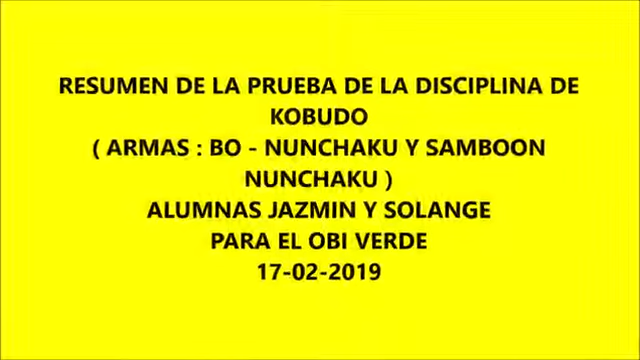 RESUMEN DE LA PRUEBA DE LA DISCIPLINA DE
KOBUDO
( ARMAS : BO - NUNCHAKU Y SAMBOON
NUNCHAKU )
ALUMNAS JAZMIN Y SOLANGE
PARA EL OBI VERDE
17-02-2019